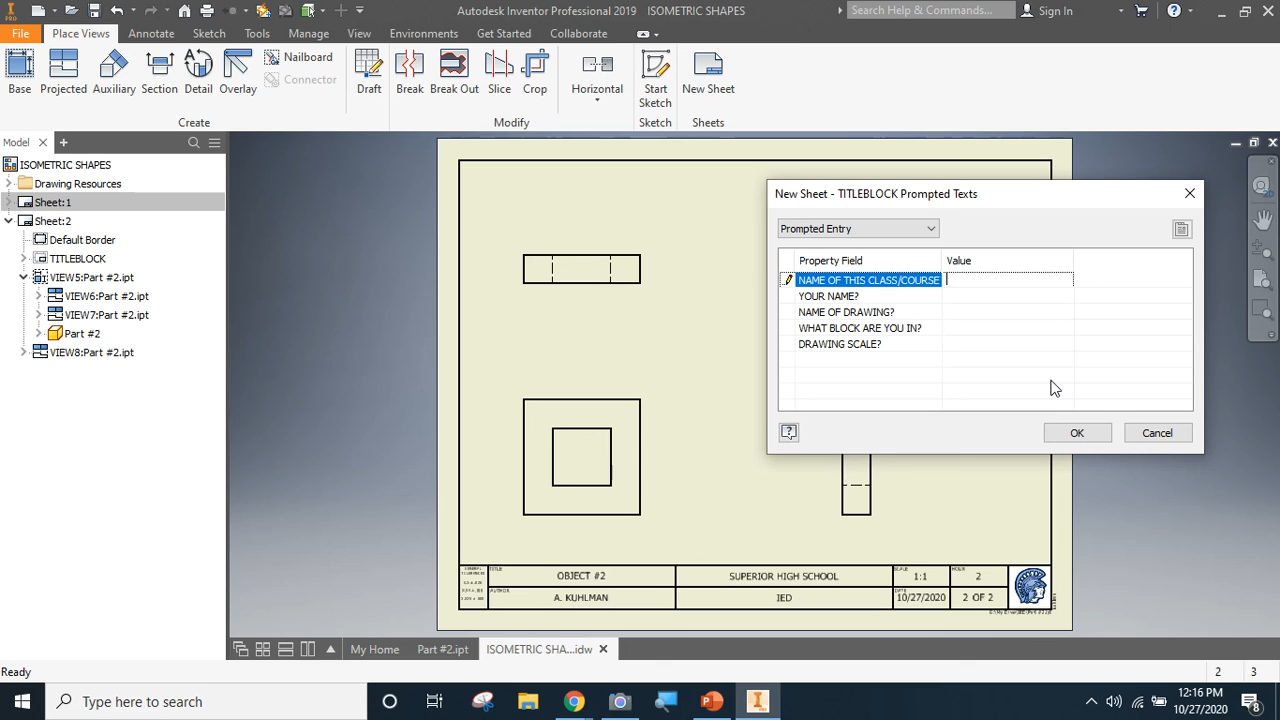 Autodesk Inventor Professional 2019 ISOMETRIC SHAPES
Search Help & Commands...
Sign In
PRO
File
Place Views
Annotate
Sketch
Tools
Manage
View
Environments
Get Started
Collaborate
Base
Projected
Auxiliary
Section
Detail
Overlay
Nailboard
Connector
Draft
Break
Break Out
Slice
Crop
Horizontal
Start
Sketch
New Sheet
Create
Modify
Sketch
Sheets
Model
ISOMETRIC SHAPES
Drawing Resources
Sheet:1
Sheet:2
Default Border
TITLEBLOCK
VIEW5:Part #2.ipt
VIEW6:Part #2.ipt
VIEW7:Part #2.ipt
Part #2
VIEW8:Part #2.ipt
New Sheet - TITLEBLOCK Prompted Texts
Prompted Entry
Property Field
Value
NAME OF THIS CLASS/COURSE
YOUR NAME?
NAME OF DRAWING?
WHAT BLOCK ARE YOU IN?
DRAWING SCALE?
OK
Cancel
TITLE
OBJECT #2
SUPERIOR HIGH SCHOOL
SCALE
1:1
HOUR
2
AUTHOR
A. KUHLMAN
IED
DATE
10/27/2020
2 OF 2
My Home
Part #2.ipt
ISOMETRIC SHA...idw
Ready
2
3
Type here to search
12:16 PM
10/27/2020
8